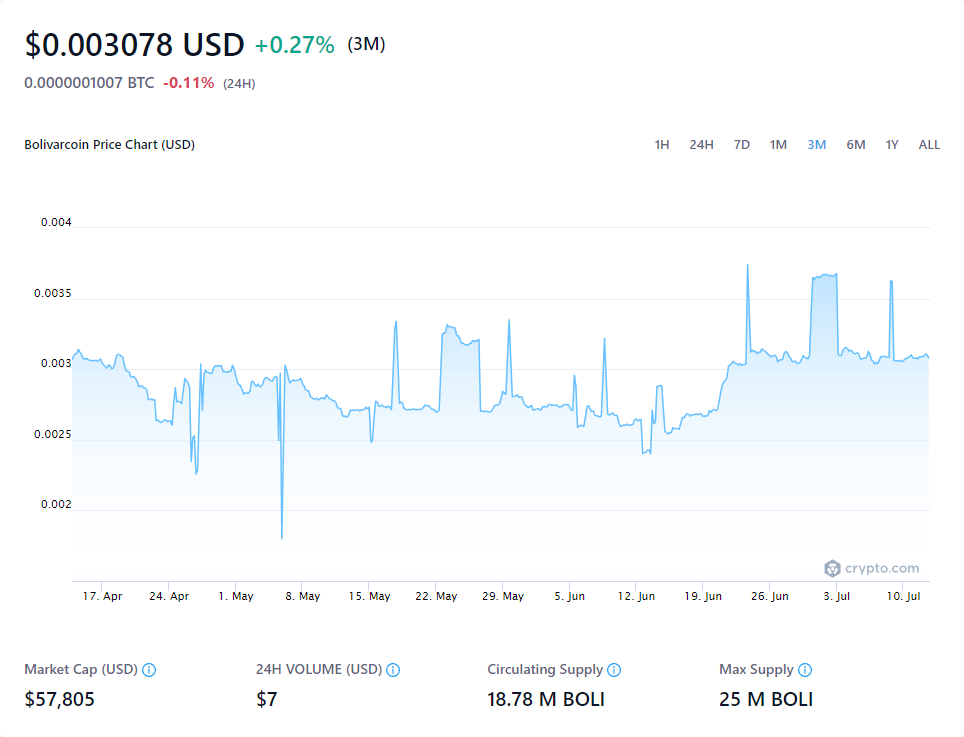 $0.003078 USD +0.27% (3M)
0.0000001007 BTC -0.11% (24H)
Bolivarcoin Price Chart (USD) 1H 24H 7D 1M 3M 6M 1Y ALL
0.004
0.0035
0.003
0.0025
0.002
crypto.com
17. Apr 24. Apr 1. May 8. May 15. May 22. May 29. May 5. Jun 12. Jun 19. Jun 26. Jun 3. Jul 10. Jul
Market Cap (USD) 24H VOLUME (USD) Circulating Supply Max Supply
$57,805 $7 18.78 M BOLI 25 M BOLI